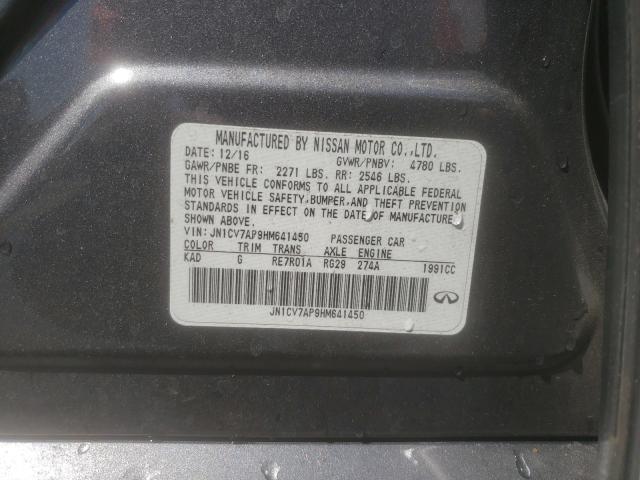 MANUFACTURED BY NISSAN MOTOR CO.,LTD.
DATE: 12/16 GVWR/PNBV: 4780 LBS.
GAWR/PNBE FR: 2271 LBS. RR: 2546 LBS.
THIS VEHICLE CONFORMS TO ALL APPLICABLE FEDERAL
MOTOR VEHICLE SAFETY,BUMPER,AND THEFT PREVENTION
STANDARDS IN EFFECT ON THE DATE OF MANUFACTURE
SHOWN ABOVE.
VIN: JN1CV7AP9HM641450 PASSENGER CAR
COLOR TRIM TRANS AXLE ENGINE
KAD G RE7R01A RG29 274A 1991CC
JN1CV7AP9HM641450